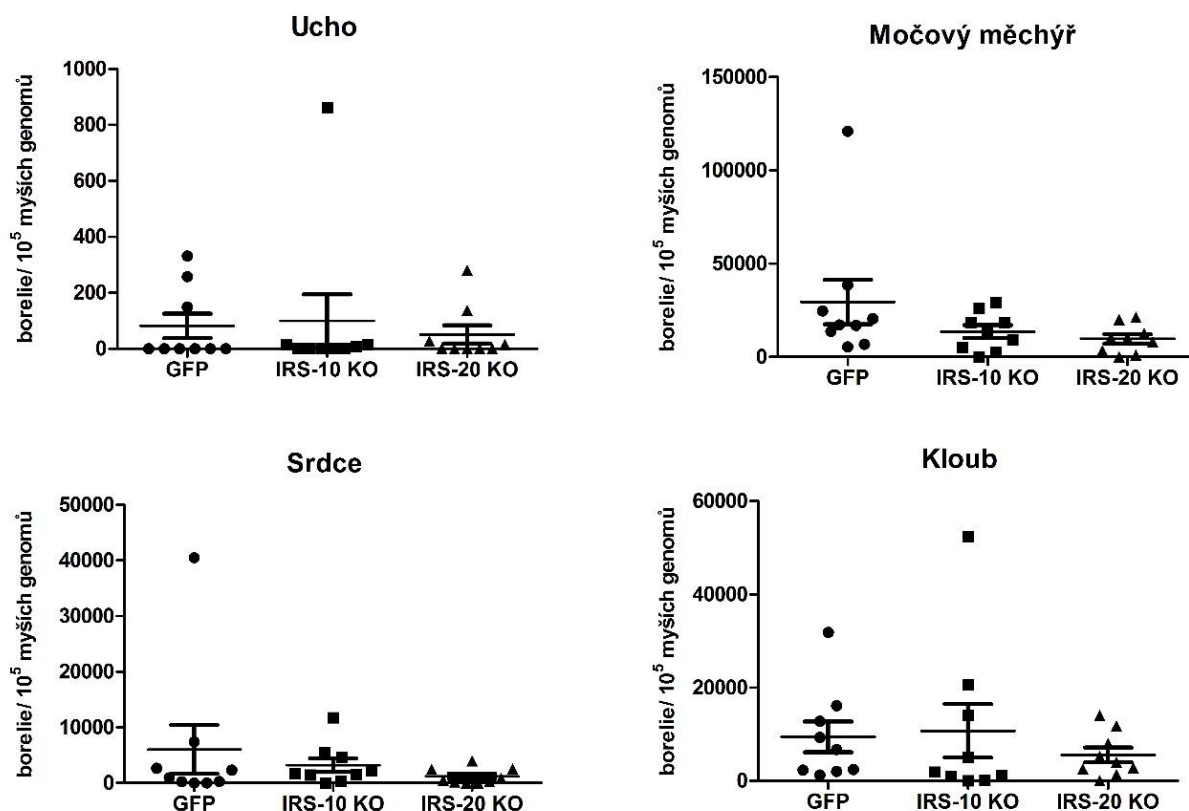 Ucho
borelie/ 10⁵ myších genomů
1000
800
600
400
200
0
GFP IRS-10 KO IRS-20 KO
Močový měchýř
borelie/ 10⁵ myších genomů
150000
100000
50000
0
GFP IRS-10 KO IRS-20 KO
Srdce
borelie/ 10⁵ myších genomů
50000
40000
30000
20000
10000
0
GFP IRS-10 KO IRS-20 KO
Kloub
borelie/ 10⁵ myších genomů
60000
40000
20000
0
GFP IRS-10 KO IRS-20 KO